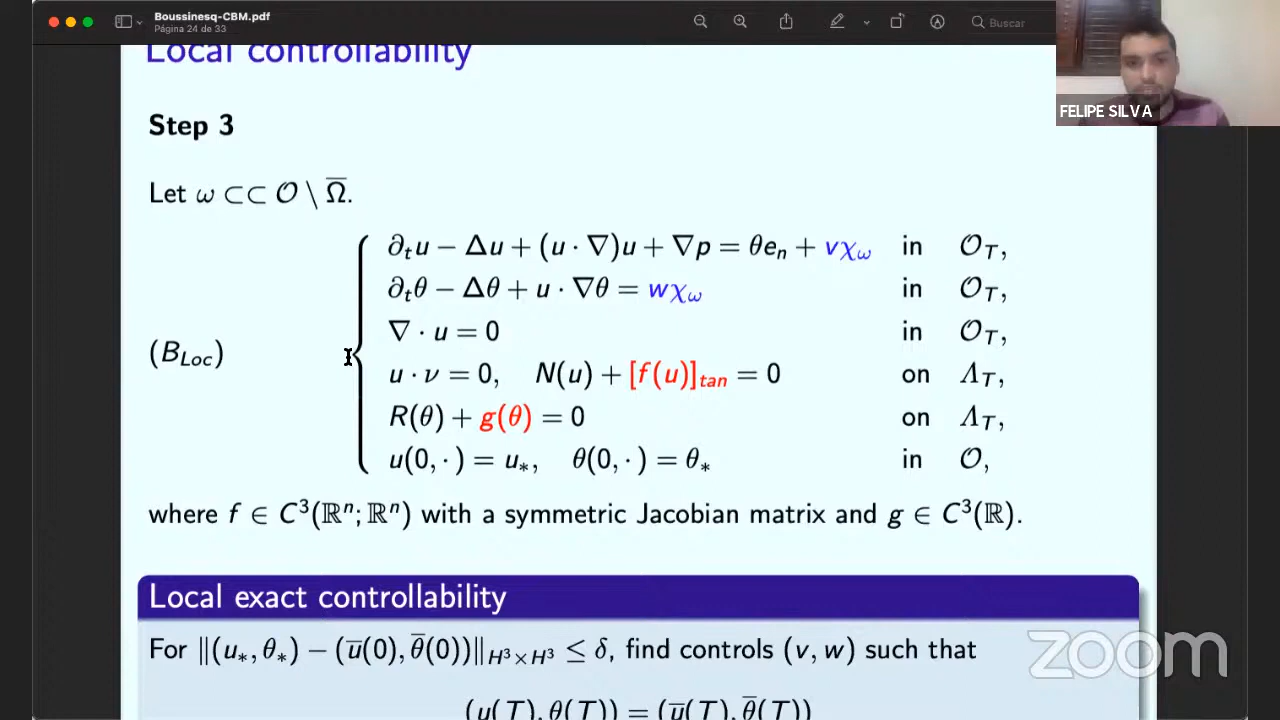 Boussinesq-CBM.pdf
Página 24 de 33
Buscar
FELIPE SILVA
Local controllability
Step 3
Let ω ⊂⊂ 𝒪 \ Ω̅.
∂ₜu − Δu + (u · ∇)u + ∇p = θeₙ + vχ_ω in 𝒪_T,
∂ₜθ − Δθ + u · ∇θ = wχ_ω in 𝒪_T,
∇ · u = 0 in 𝒪_T,
(B_Loc)
u · ν = 0, N(u) + [f(u)]_tan = 0 on Λ_T,
R(θ) + g(θ) = 0 on Λ_T,
u(0, ·) = u_*, θ(0, ·) = θ_* in 𝒪,
where f ∈ C³(ℝⁿ; ℝⁿ) with a symmetric Jacobian matrix and g ∈ C³(ℝ).
Local exact controllability
For ‖(u_*, θ_*) − (u̅(0), θ̅(0))‖_{H³×H³} ≤ δ, find controls (v, w) such that
(u(T), θ(T)) = (u̅(T), θ̅(T))
zoom